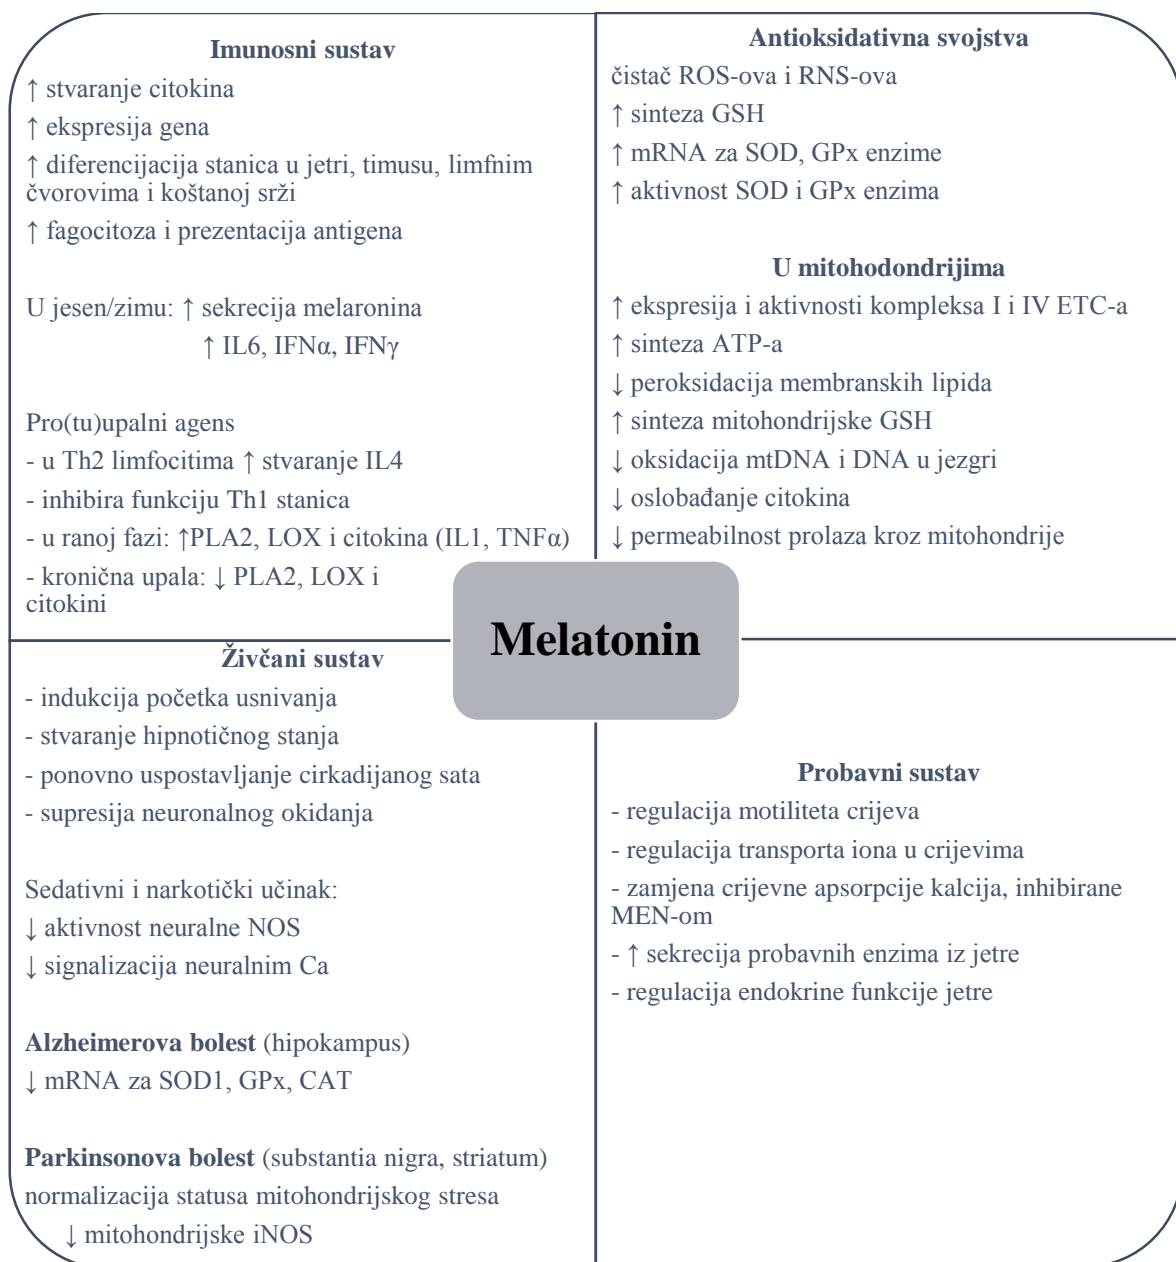 Imunosni sustav
↑ stvaranje citokina
↑ ekspresija gena
↑ diferencijacija stanica u jetri, timusu, limfnim
čvorovima i koštanoj srži
↑ fagocitoza i prezentacija antigena
U jesen/zimu: ↑ sekrecija melaronina
↑ IL6, IFNα, IFNγ
Pro(tu)upalni agens
- u Th2 limfocitima ↑ stvaranje IL4
- inhibira funkciju Th1 stanica
- u ranoj fazi: ↑PLA2, LOX i citokina (IL1, TNFα)
- kronična upala: ↓ PLA2, LOX i
citokini
Antioksidativna svojstva
čistač ROS-ova i RNS-ova
↑ sinteza GSH
↑ mRNA za SOD, GPx enzime
↑ aktivnost SOD i GPx enzima
U mitohodondrijima
↑ ekspresija i aktivnosti kompleksa I i IV ETC-a
↑ sinteza ATP-a
↓ peroksidacija membranskih lipida
↑ sinteza mitohondrijske GSH
↓ oksidacija mtDNA i DNA u jezgri
↓ oslobađanje citokina
↓ permeabilnost prolaza kroz mitohondrije
Melatonin
Živčani sustav
- indukcija početka usnivanja
- stvaranje hipnotičnog stanja
- ponovno uspostavljanje cirkadijanog sata
- supresija neuronalnog okidanja
Sedativni i narkotički učinak:
↓ aktivnost neuralne NOS
↓ signalizacija neuralnim Ca
Alzheimerova bolest (hipokampus)
↓ mRNA za SOD1, GPx, CAT
Parkinsonova bolest (substantia nigra, striatum)
normalizacija statusa mitohondrijskog stresa
↓ mitohondrijske iNOS
Probavni sustav
- regulacija motiliteta crijeva
- regulacija transporta iona u crijevima
- zamjena crijevne apsorpcije kalcija, inhibirane
MEN-om
- ↑ sekrecija probavnih enzima iz jetre
- regulacija endokrine funkcije jetre